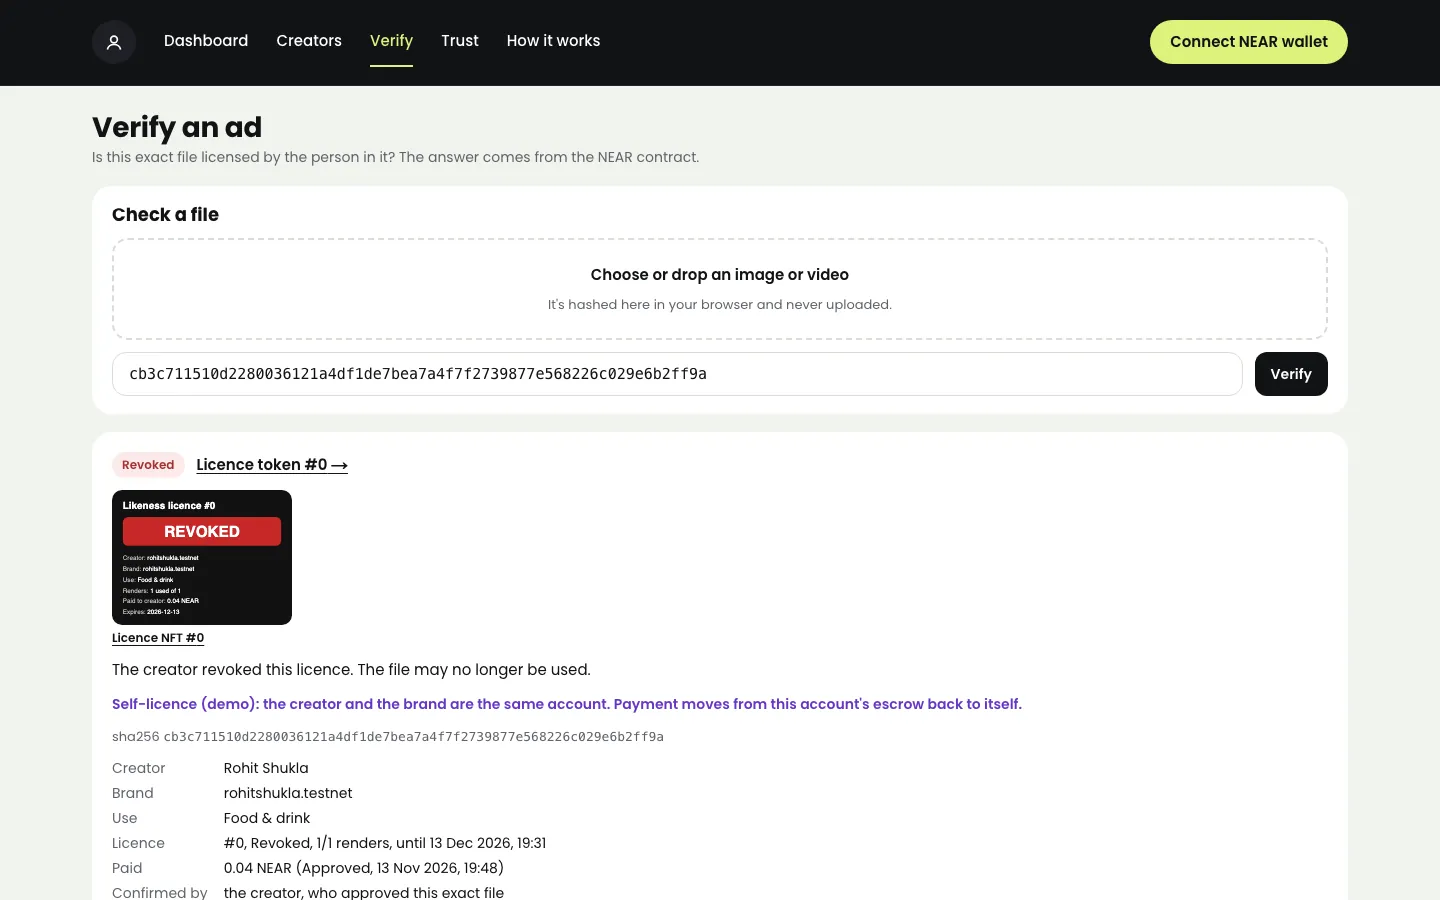 Dashboard
Creators
Verify
Trust
How it works
Connect NEAR wallet
Verify an ad
Is this exact file licensed by the person in it? The answer comes from the NEAR contract.
Check a file
Choose or drop an image or video
It's hashed here in your browser and never uploaded.
cb3c711510d2280036121a4df1de7bea7a4f7f2739877e568226c029e6b2ff9a
Verify
Revoked
Licence token #0 →
Likeness licence #0
REVOKED
Creator: rohitshukla.testnet
Brand: rohitshukla.testnet
Use: Food & drink
Renders: 1 used of 1
Paid to creator: 0.04 NEAR
Expires: 2026-12-13
Licence NFT #0
The creator revoked this licence. The file may no longer be used.
Self-licence (demo): the creator and the brand are the same account. Payment moves from this account's escrow back to itself.
sha256 cb3c711510d2280036121a4df1de7bea7a4f7f2739877e568226c029e6b2ff9a
Creator Rohit Shukla
Brand rohitshukla.testnet
Use Food & drink
Licence #0, Revoked, 1/1 renders, until 13 Dec 2026, 19:31
Paid 0.04 NEAR (Approved, 13 Nov 2026, 19:48)
Confirmed by the creator, who approved this exact file